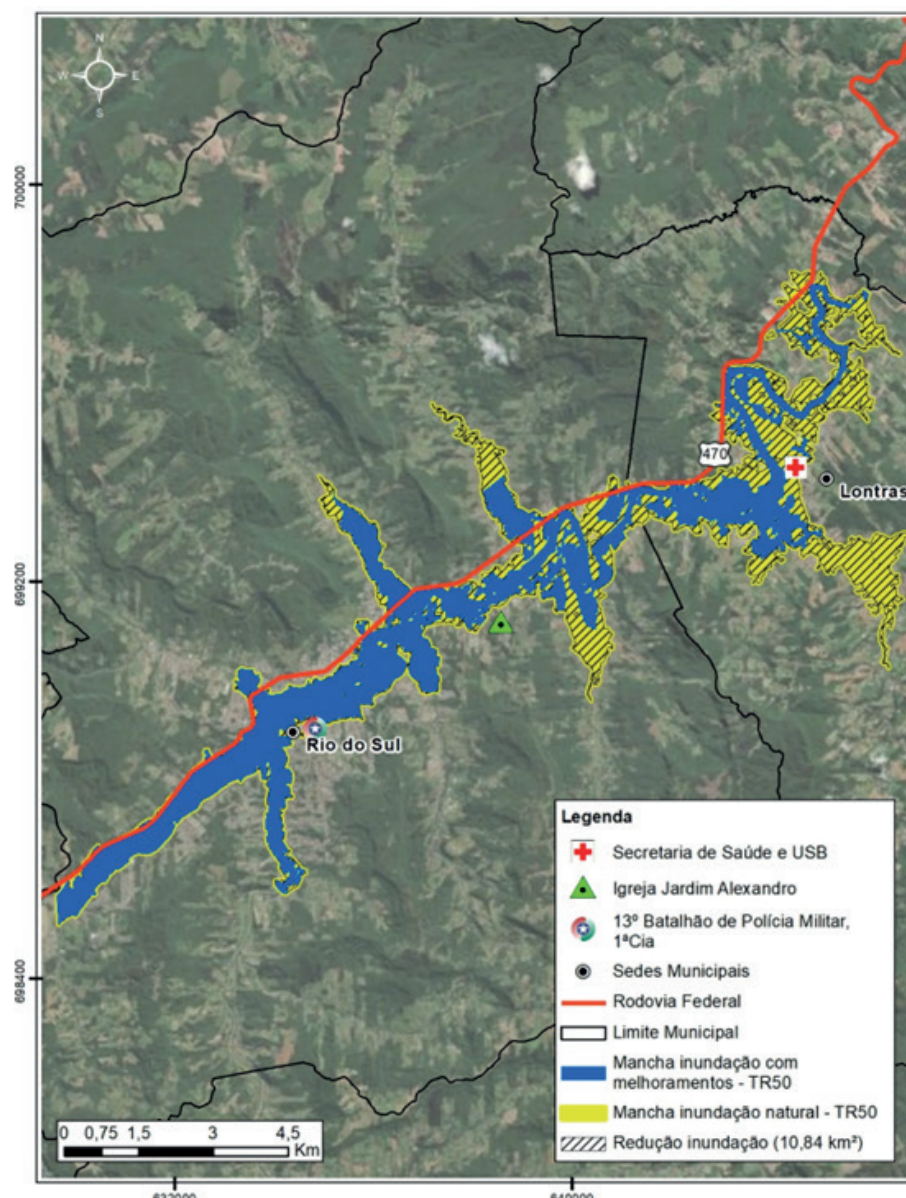 N
W E
S
700000
470
Lontras
699200
Rio do Sul
Legenda
Secretaria de Saúde e USB
Igreja Jardim Alexandro
13º Batalhão de Polícia Militar,
1ªCia
Sedes Municipais
698400
Rodovia Federal
Limite Municipal
Mancha inundação com
melhoramentos - TR50
Mancha inundação natural - TR50
Redução inundação (10,84 km²)
0 0,75 1,5 3 4,5
Km
632000 640000